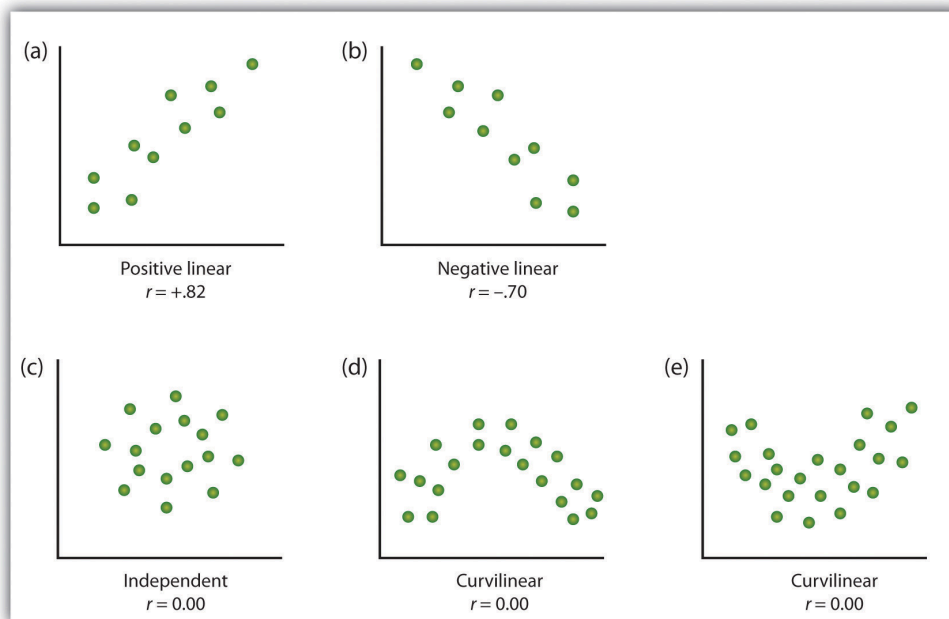 (a)
(b)
Positive linear
r = +.82
Negative linear
r = –.70
(c)
(d)
(e)
Independent
r = 0.00
Curvilinear
r = 0.00
Curvilinear
r = 0.00